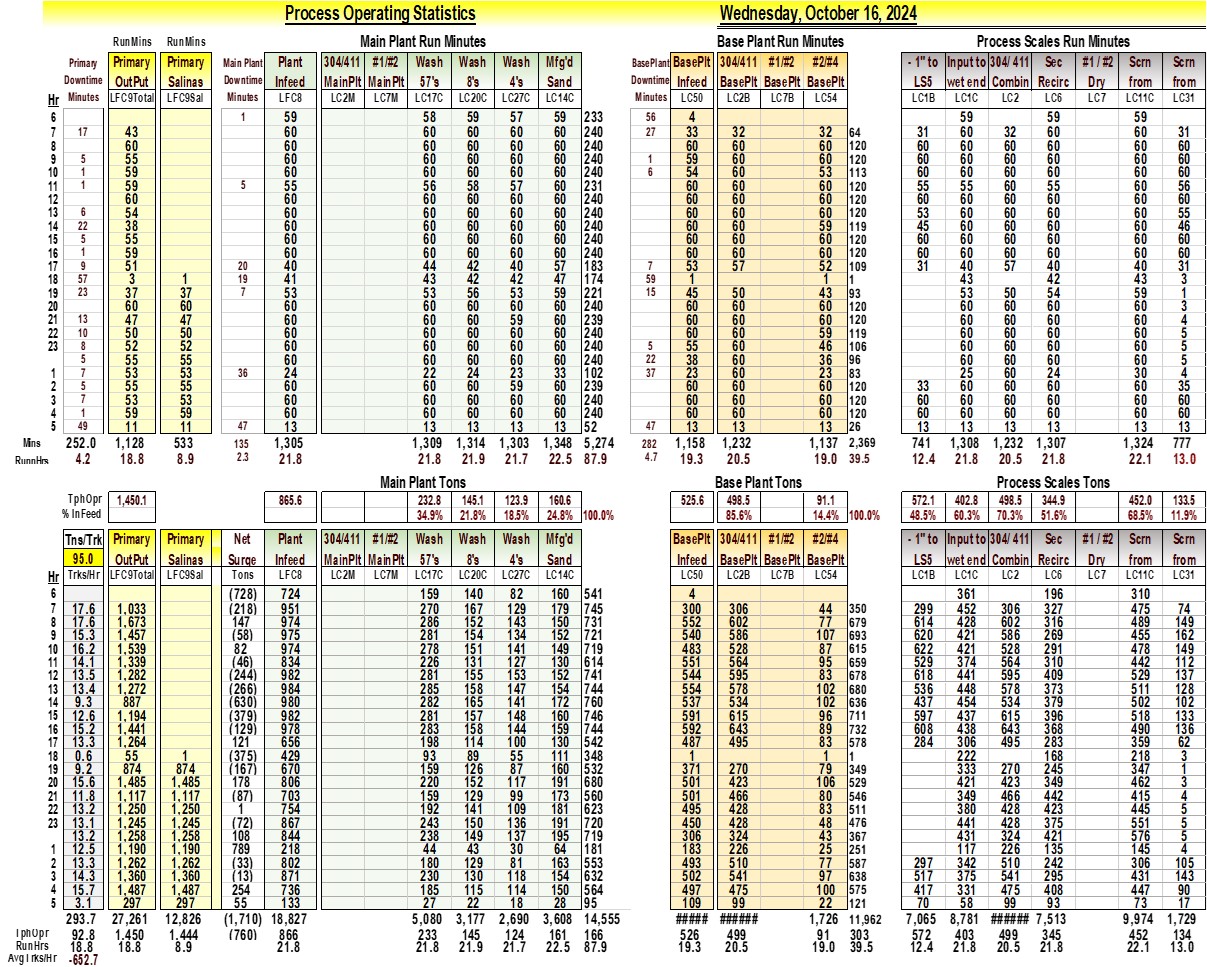 Process Operating Statistics Wednesday, October 16, 2024
RunMins RunMins Main Plant Run Minutes Base Plant Run Minutes Process Scales Run Minutes
Primary Primary Primary Main Plant Plant 304/411 #1/#2 Wash Wash Wash Mfg'd BasePlant BasePlt 304/411 #1/#2 #2/#4 - 1" to Input to 304/ 411 Sec #1 / #2 Scrn Scrn
Downtime OutPut Salinas Downtime Infeed MainPlt MainPlt 57's 8's 4's Sand Downtime Infeed BasePlt BasePlt BasePlt LS5 wet end Combin Recirc Dry from from
Hr Minutes LFC9Total LFC9Sal Minutes LFC8 LC2M LC7M LC17C LC20C LC27C LC14C Minutes LC50 LC2B LC7B LC54 LC1B LC1C LC2 LC6 LC7 LC11C LC31
6 1 59 58 59 57 59 233 56 4 59 59 59
7 17 43 60 60 60 60 60 240 27 33 32 32 64 31 60 32 60 60 31
8 60 60 60 60 60 60 240 60 60 60 120 60 60 60 60 60 60
9 5 55 60 60 60 60 60 240 1 59 60 60 120 60 60 60 60 60 60
10 1 59 60 60 60 60 60 240 6 54 60 53 113 60 60 60 60 60 60
11 1 59 5 55 56 58 57 60 231 60 60 60 120 55 55 60 55 60 56
12 60 60 60 60 60 60 240 60 60 60 120 60 60 60 60 60 60
13 6 54 60 60 60 60 60 240 60 60 60 120 53 60 60 60 60 55
14 22 38 60 60 60 60 60 240 60 60 59 119 45 60 60 60 60 46
15 5 55 60 60 60 60 60 240 60 60 60 120 60 60 60 60 60 60
16 1 59 60 60 60 60 60 240 60 60 60 120 60 60 60 60 60 60
17 9 51 20 40 44 42 40 57 183 7 53 57 52 109 31 40 57 40 40 31
18 57 3 1 19 41 43 42 42 47 174 59 1 1 1 43 42 43 3
19 23 37 37 7 53 53 56 53 59 221 15 45 50 43 93 53 50 54 59 1
20 60 60 60 60 60 60 60 240 60 60 60 120 60 60 60 60 3
21 13 47 47 60 60 60 59 60 239 60 60 60 120 60 60 60 60 4
22 10 50 50 60 60 60 60 60 240 60 60 59 119 60 60 60 60 5
23 8 52 52 60 60 60 60 60 240 5 55 60 46 106 60 60 60 60 5
5 55 55 60 60 60 60 60 240 22 38 60 36 96 60 60 60 60 5
1 7 53 53 36 24 22 24 23 33 102 37 23 60 23 83 25 60 24 30 4
2 5 55 55 60 60 60 59 60 239 60 60 60 120 33 60 60 60 60 35
3 7 53 53 60 60 60 60 60 240 60 60 60 120 60 60 60 60 60 60
4 1 59 59 60 60 60 60 60 240 60 60 60 120 60 60 60 60 60 60
5 49 11 11 47 13 13 13 13 13 52 47 13 13 13 26 13 13 13 13 13 13
Mins 252.0 1,128 533 135 1,305 1,309 1,314 1,303 1,348 5,274 282 1,158 1,232 1,137 2,369 741 1,308 1,232 1,307 1,324 777
RunnHrs 4.2 18.8 8.9 2.3 21.8 21.8 21.9 21.7 22.5 87.9 4.7 19.3 20.5 19.0 39.5 12.4 21.8 20.5 21.8 22.1 13.0
Main Plant Tons Base Plant Tons Process Scales Tons
TphOpr 1,450.1 865.6 232.8 145.1 123.9 160.6 525.6 498.5 91.1 572.1 402.8 498.5 344.9 452.0 133.5
% InFeed 34.9% 21.8% 18.5% 24.8% 100.0% 85.6% 14.4% 100.0% 48.5% 60.3% 70.3% 51.6% 68.5% 11.9%
Tns/Trk Primary Primary Net Plant 304/411 #1/#2 Wash Wash Wash Mfg'd BasePlt 304/411 #1/#2 #2/#4 - 1" to Input to 304/ 411 Sec #1 / #2 Scrn Scrn
95.0 OutPut Salinas Surge Infeed MainPlt MainPlt 57's 8's 4's Sand Infeed BasePlt BasePlt BasePlt LS5 wet end Combin Recirc Dry from from
Hr Trks/Hr LFC9Total LFC9Sal Tons LFC8 LC2M LC7M LC17C LC20C LC27C LC14C LC50 LC2B LC7B LC54 LC1B LC1C LC2 LC6 LC7 LC11C LC31
6 (728) 724 159 140 82 160 541 4 361 196 310
7 17.6 1,033 (218) 951 270 167 129 179 745 300 306 44 350 299 452 306 327 475 74
8 17.6 1,673 147 974 286 152 143 150 731 552 602 77 679 614 428 602 316 489 149
9 15.3 1,457 (58) 975 281 154 134 152 721 540 586 107 693 620 421 586 269 455 162
10 16.2 1,539 82 974 278 151 141 149 719 483 528 87 615 622 421 528 291 478 149
11 14.1 1,339 (46) 834 226 131 127 130 614 551 564 95 659 529 374 564 310 442 112
12 13.5 1,282 (244) 982 281 155 153 152 741 544 595 83 678 618 441 595 409 529 137
13 13.4 1,272 (266) 984 285 158 147 154 744 554 578 102 680 536 448 578 373 511 128
14 9.3 887 (630) 980 282 165 141 172 760 537 534 102 636 437 454 534 379 502 102
15 12.6 1,194 (379) 982 281 157 148 160 746 591 615 96 711 597 437 615 396 518 133
16 15.2 1,441 (129) 978 283 158 144 159 744 592 643 89 732 608 438 643 368 490 136
17 13.3 1,264 121 656 198 114 100 130 542 487 495 83 578 284 306 495 283 359 62
18 0.6 55 1 (375) 429 93 89 55 111 348 1 1 1 222 168 218 3
19 9.2 874 874 (167) 670 159 126 87 160 532 371 270 79 349 333 270 245 347 1
20 15.6 1,485 1,485 178 806 220 152 117 191 680 501 423 106 529 421 423 349 462 3
21 11.8 1,117 1,117 (87) 703 159 129 99 173 560 501 466 80 546 349 466 442 415 4
22 13.2 1,250 1,250 1 754 192 141 109 181 623 495 428 83 511 380 428 423 445 5
23 13.1 1,245 1,245 (72) 867 243 150 136 191 720 450 428 48 476 441 428 375 551 5
13.2 1,258 1,258 108 844 238 149 137 195 719 306 324 43 367 431 324 421 576 5
1 12.5 1,190 1,190 789 218 44 43 30 64 181 183 226 25 251 117 226 135 145 4
2 13.3 1,262 1,262 (33) 802 180 129 81 163 553 493 510 77 587 297 342 510 242 306 105
3 14.3 1,360 1,360 (13) 871 230 130 118 154 632 502 541 97 638 517 375 541 295 431 143
4 15.7 1,487 1,487 254 736 185 115 114 150 564 497 475 100 575 417 331 475 408 447 90
5 3.1 297 297 55 133 27 22 18 28 95 109 99 22 121 70 58 99 93 73 17
293.7 27,261 12,826 (1,710) 18,827 5,080 3,177 2,690 3,608 14,555 ##### ###### 1,726 11,962 7,065 8,781 ###### 7,513 9,974 1,729
TphOpr 92.8 1,450 1,444 (760) 866 233 145 124 161 166 526 499 91 303 572 403 499 345 452 134
RunHrs 18.8 18.8 8.9 21.8 21.8 21.9 21.7 22.5 87.9 19.3 20.5 19.0 39.5 12.4 21.8 20.5 21.8 22.1 13.0
Avg Trks/Hr -652.7